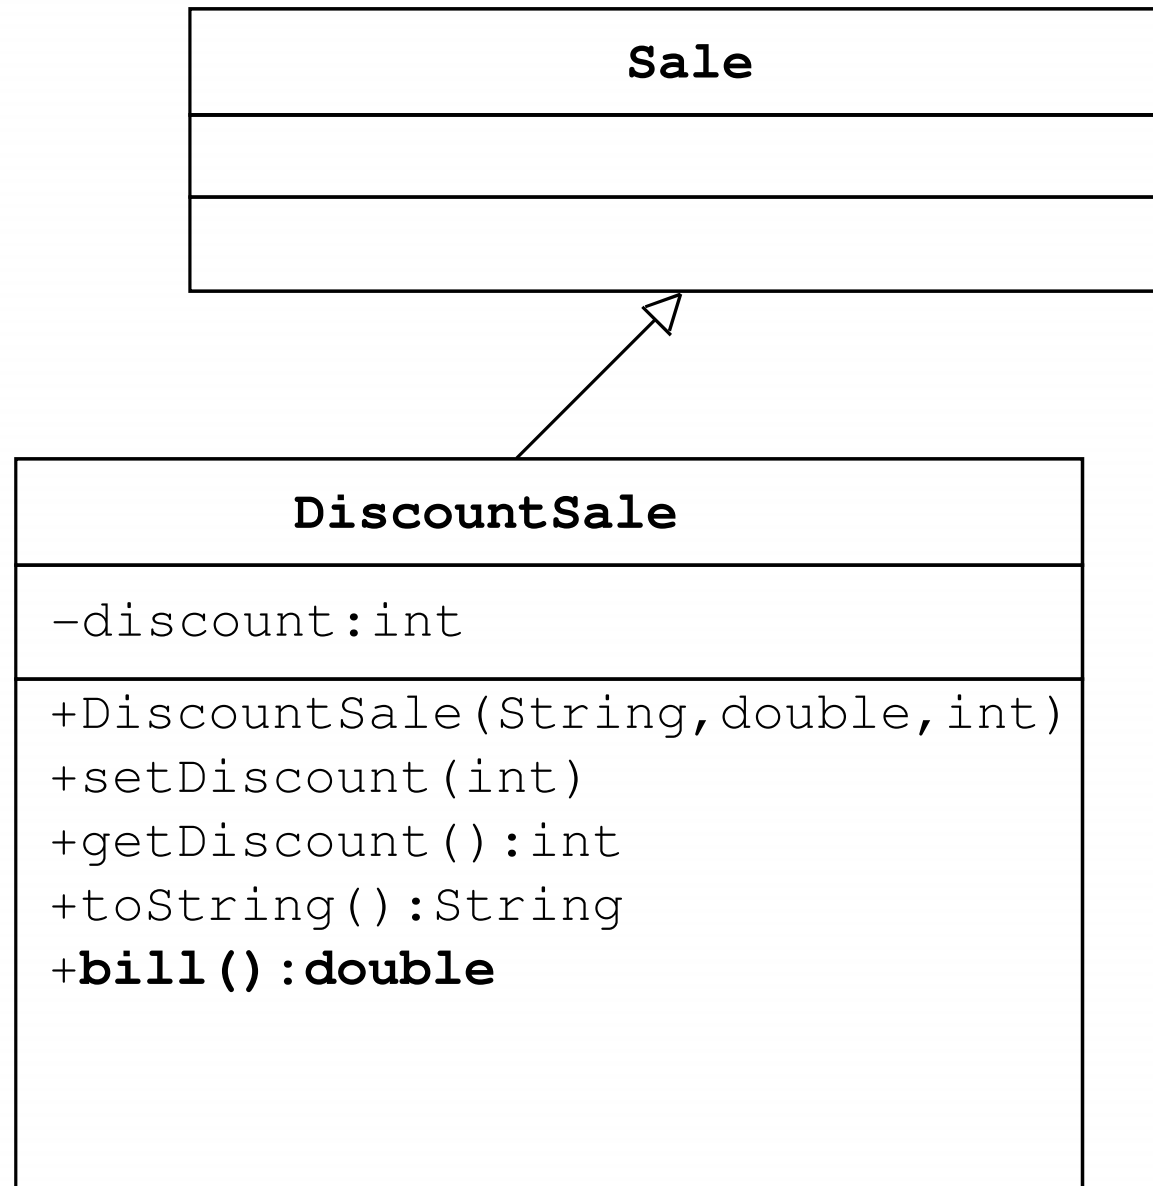 Sale
DiscountSale
-discount:int
+DiscountSale(String,double,int)
+setDiscount(int)
+getDiscount():int
+toString():String
+bill():double